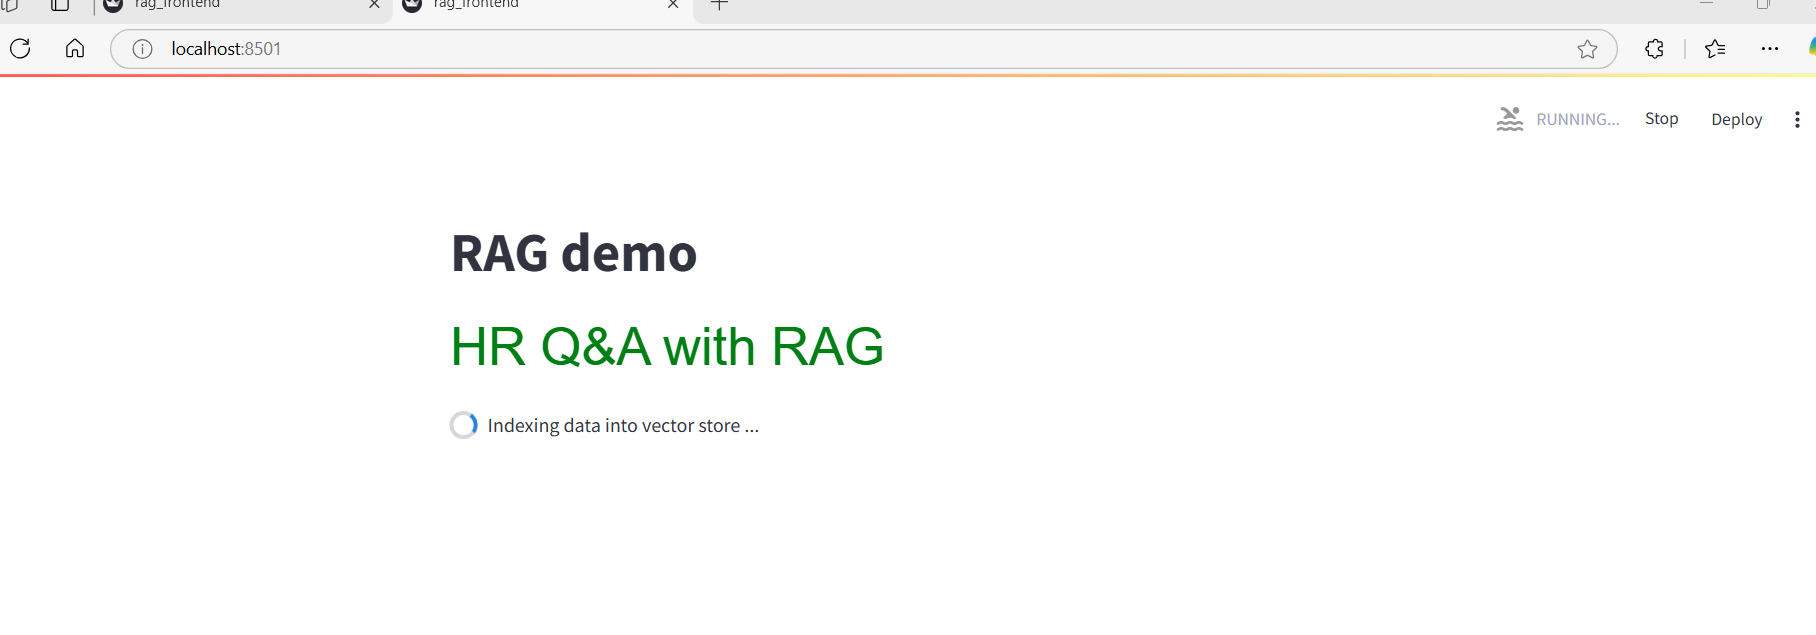 rag_frontend
rag_frontend
localhost:8501
RUNNING...
Stop
Deploy
RAG demo
HR Q&A with RAG
Indexing data into vector store ...